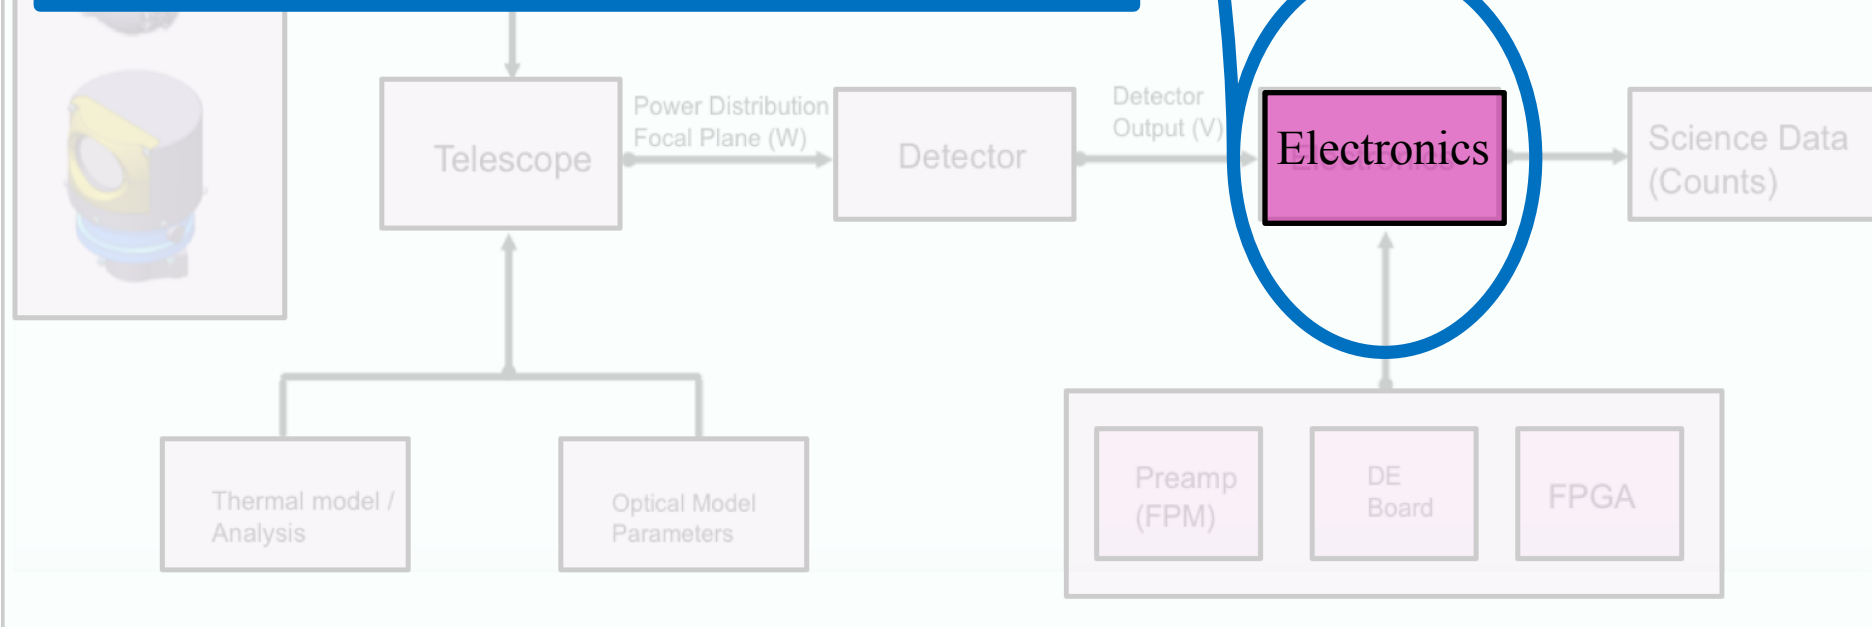 Power Distribution
Focal Plane (W)
Telescope
Detector
Detector
Output (V)
Electronics
Science Data
(Counts)
Thermal model /
Analysis
Optical Model
Parameters
Preamp
(FPM)
DE
Board
FPGA